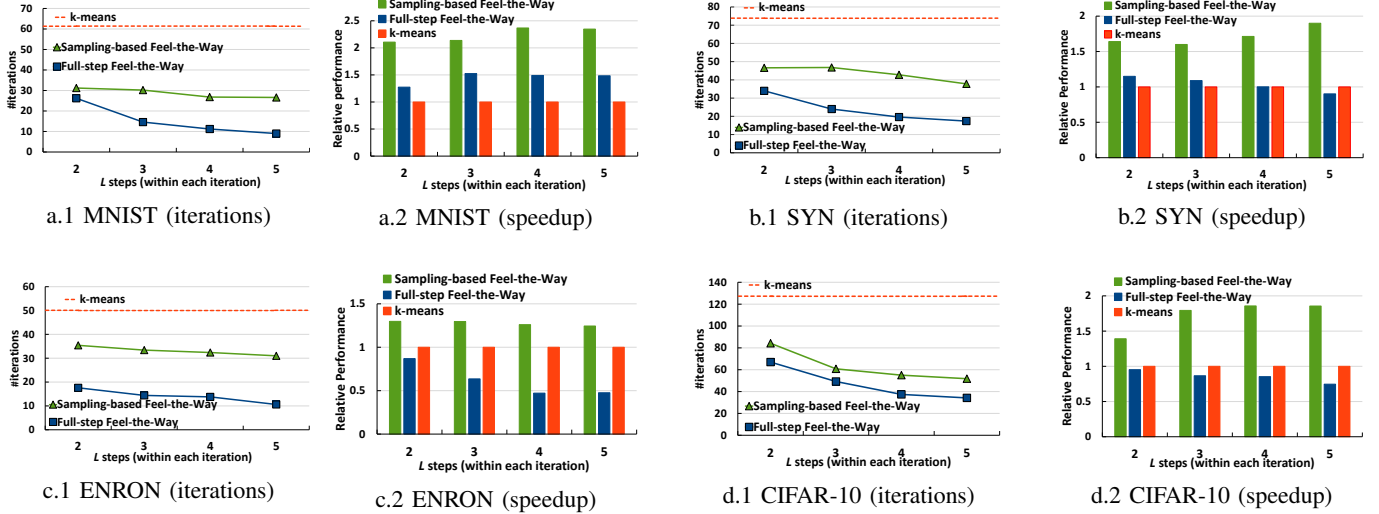 70
60
50
40
30
20
10
0
#iterations
k-means
Sampling-based Feel-the-Way
Full-step Feel-the-Way
2 3 4 5
L steps (within each iteration)
a.1 MNIST (iterations)
Sampling-based Feel-the-Way
Full-step Feel-the-Way
k-means
2.5
2
1.5
1
0.5
Relative performance
2 3 4 5
L steps (within each iteration)
a.2 MNIST (speedup)
80
70
60
50
40
30
20
10
0
#iterations
k-means
Sampling-based Feel-the-Way
Full-step Feel-the-Way
2 3 4 5
L steps (within each iteration)
b.1 SYN (iterations)
Sampling-based Feel-the-Way
Full-step Feel-the-Way
k-means
2
1.5
1
0.5
0
Relative Performance
2 3 4 5
L steps (within each iteration)
b.2 SYN (speedup)
60
50
40
30
20
10
0
#iterations
k-means
Sampling-based Feel-the-Way
Full-step Feel-the-Way
2 3 4 5
L steps (within each iteration)
c.1 ENRON (iterations)
Sampling-based Feel-the-Way
Full-step Feel-the-Way
k-means
1.5
1
0.5
0
Relative Performance
2 3 4 5
L steps (within each iteration)
c.2 ENRON (speedup)
140
120
100
80
60
40
20
0
#iterations
k-means
Sampling-based Feel-the-Way
Full-step Feel-the-Way
2 3 4 5
L steps (within each iteration)
d.1 CIFAR-10 (iterations)
Sampling-based Feel-the-Way
Full-step Feel-the-Way
k-means
2
1.5
1
0.5
0
Relative Performance
2 3 4 5
L steps (within each iteration)
d.2 CIFAR-10 (speedup)